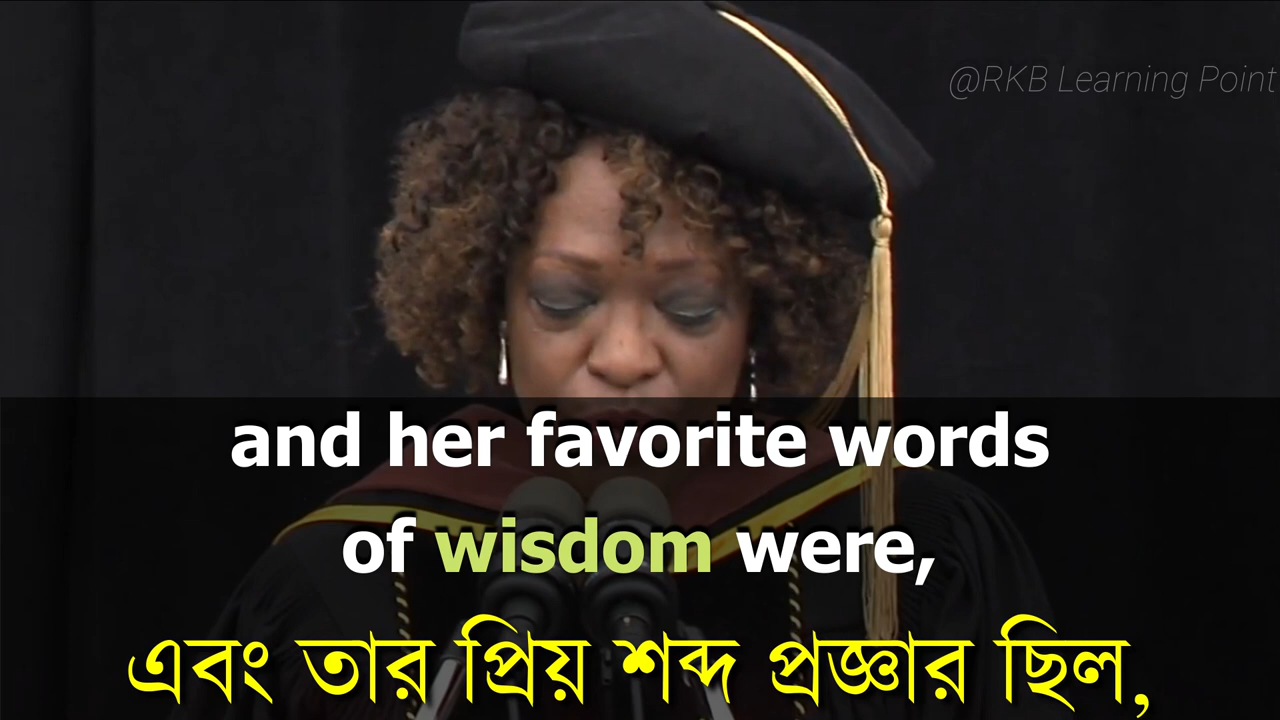 @RKB Learning Point
and her favorite words
of wisdom were,
এবং তার প্রিয় শব্দ প্রজ্ঞার ছিল,